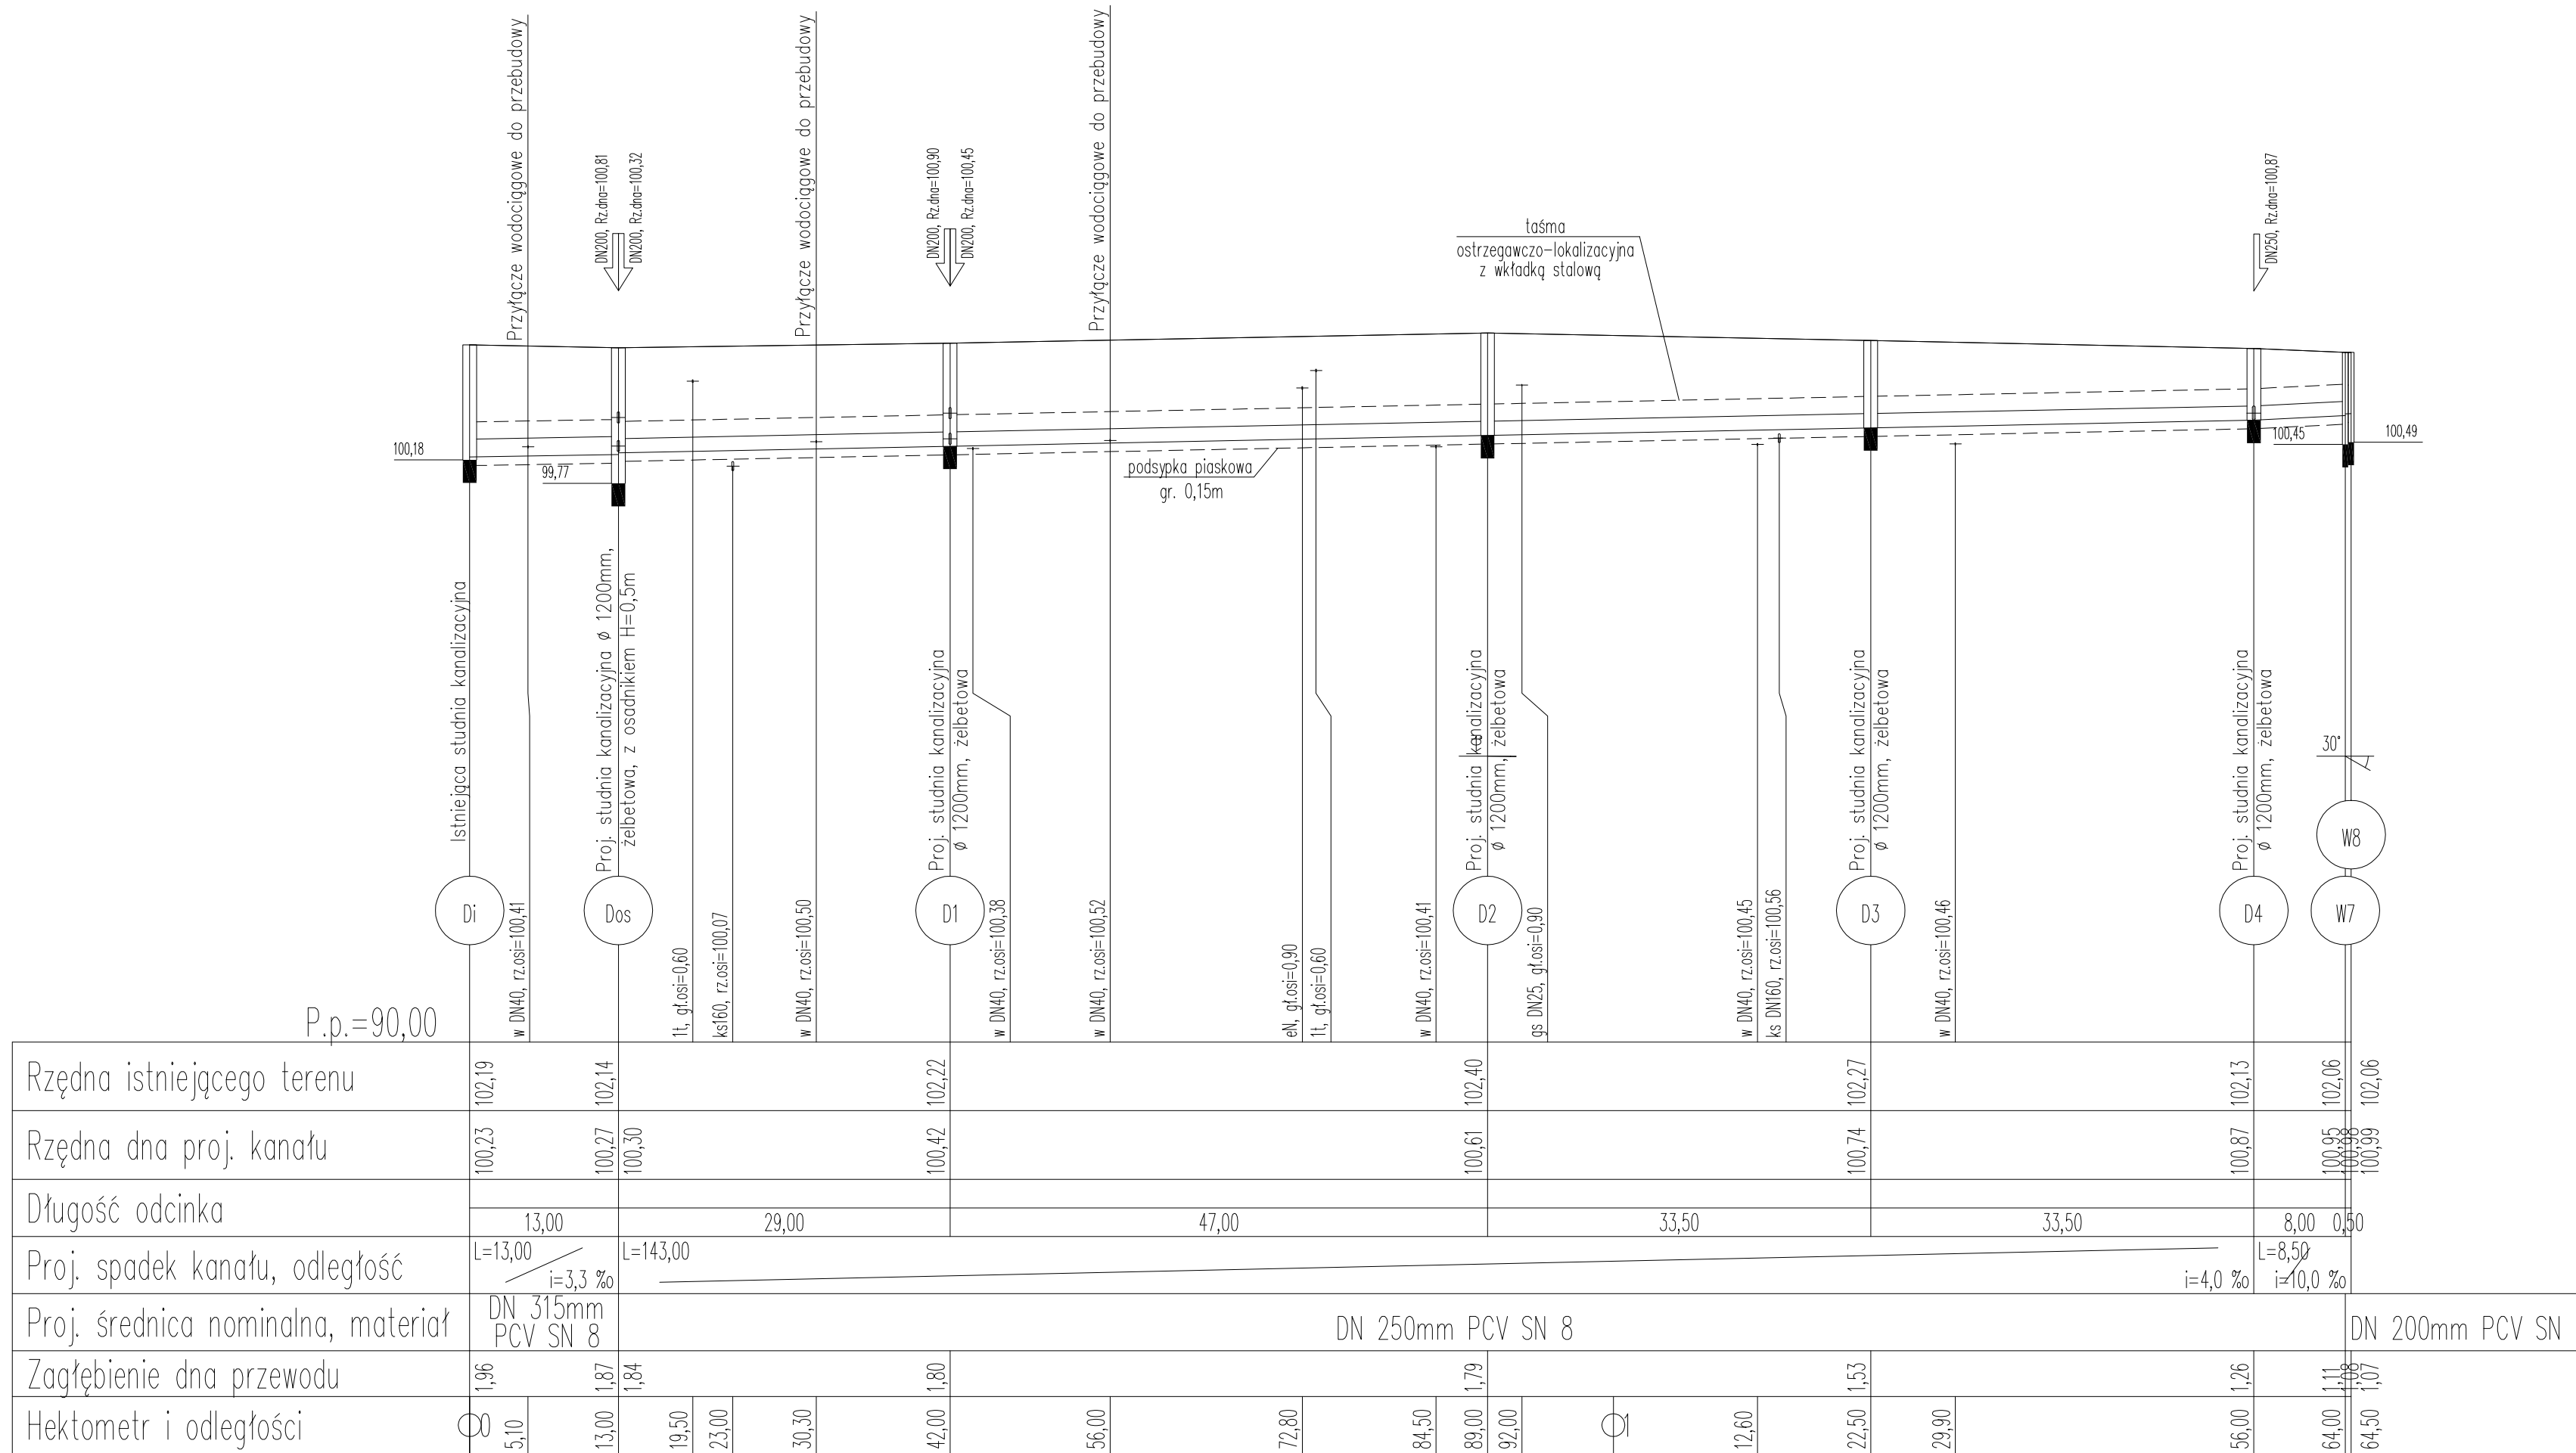 Przyłącze wodociągowe do przebudowy
Przyłącze wodociągowe do przebudowy
Przyłącze wodociągowe do przebudowy
DN200, Rz.dna=100,81
DN200, Rz.dna=100,32
DN200, Rz.dna=100,90
DN200, Rz.dna=100,45
DN250, Rz.dna=100,87
taśma
ostrzegawczo-lokalizacyjna
z wkładką stalową
100,18
99,77
podsypka piaskowa
gr. 0,15m
100,45
100,49
Istniejąca studnia kanalizacyjna
Proj. studnia kanalizacyjna ø 1200mm,
żelbetowa, z osadnikiem H=0,5m
Proj. studnia kanalizacyjna
ø 1200mm, żelbetowa
Proj. studnia kanalizacyjna
ø 1200mm, żelbetowa
Proj. studnia kanalizacyjna
ø 1200mm, żelbetowa
Proj. studnia kanalizacyjna
ø 1200mm, żelbetowa
30°
W8
Di
Dos
D1
D2
D3
D4
W7
w DN40, rz.osi=100,41
1t, gł.osi=0,60
ks160, rz.osi=100,07
w DN40, rz.osi=100,50
w DN40, rz.osi=100,38
w DN40, rz.osi=100,52
eN, gł.osi=0,90
1t, gł.osi=0,60
w DN40, rz.osi=100,41
gs DN25, gł.osi=0,90
w DN40, rz.osi=100,45
ks DN160, rz.osi=100,56
w DN40, rz.osi=100,46
P.p.=90,00
Rzędna istniejącego terenu
102,19 102,14 102,22 102,40 102,27 102,13 102,06 102,06
Rzędna dna proj. kanału
100,23 100,27 100,30 100,42 100,61 100,74 100,87 100,95 100,98 100,99
Długość odcinka
13,00 29,00 47,00 33,50 33,50 8,00 0,50
Proj. spadek kanału, odległość
L=13,00 L=143,00 L=8,50
i=3,3 ‰ i=4,0 ‰ i=10,0 ‰
Proj. średnica nominalna, materiał
DN 315mm
PCV SN 8
DN 250mm PCV SN 8
DN 200mm PCV SN
Zagłębienie dna przewodu
1,96 1,87 1,84 1,80 1,79 1,53 1,26 1,11 1,08 1,07
Hektometr i odległości
0 5,10 13,00 19,50 23,00 30,30 42,00 56,00 72,80 84,50 89,00 92,00 1 12,60 22,50 29,90 56,00 64,00 64,50